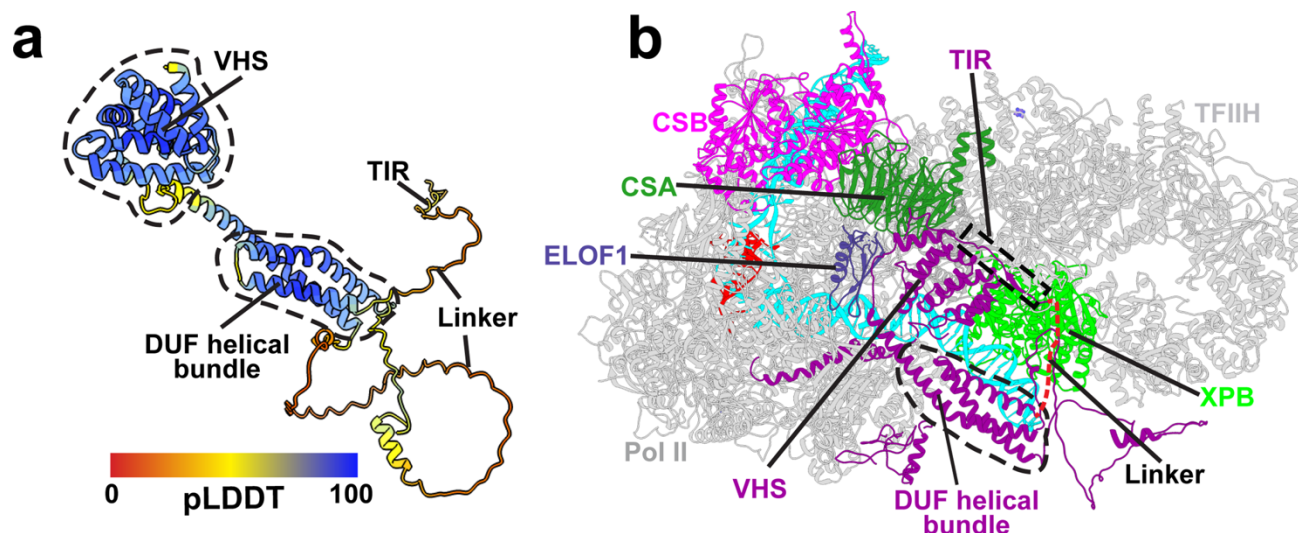 a
VHS
TIR
Linker
DUF helical
bundle
0
100
pLDDT
b
TIR
TFIIH
CSB
CSA
ELOF1
XPB
Pol II
Linker
VHS
DUF helical
bundle